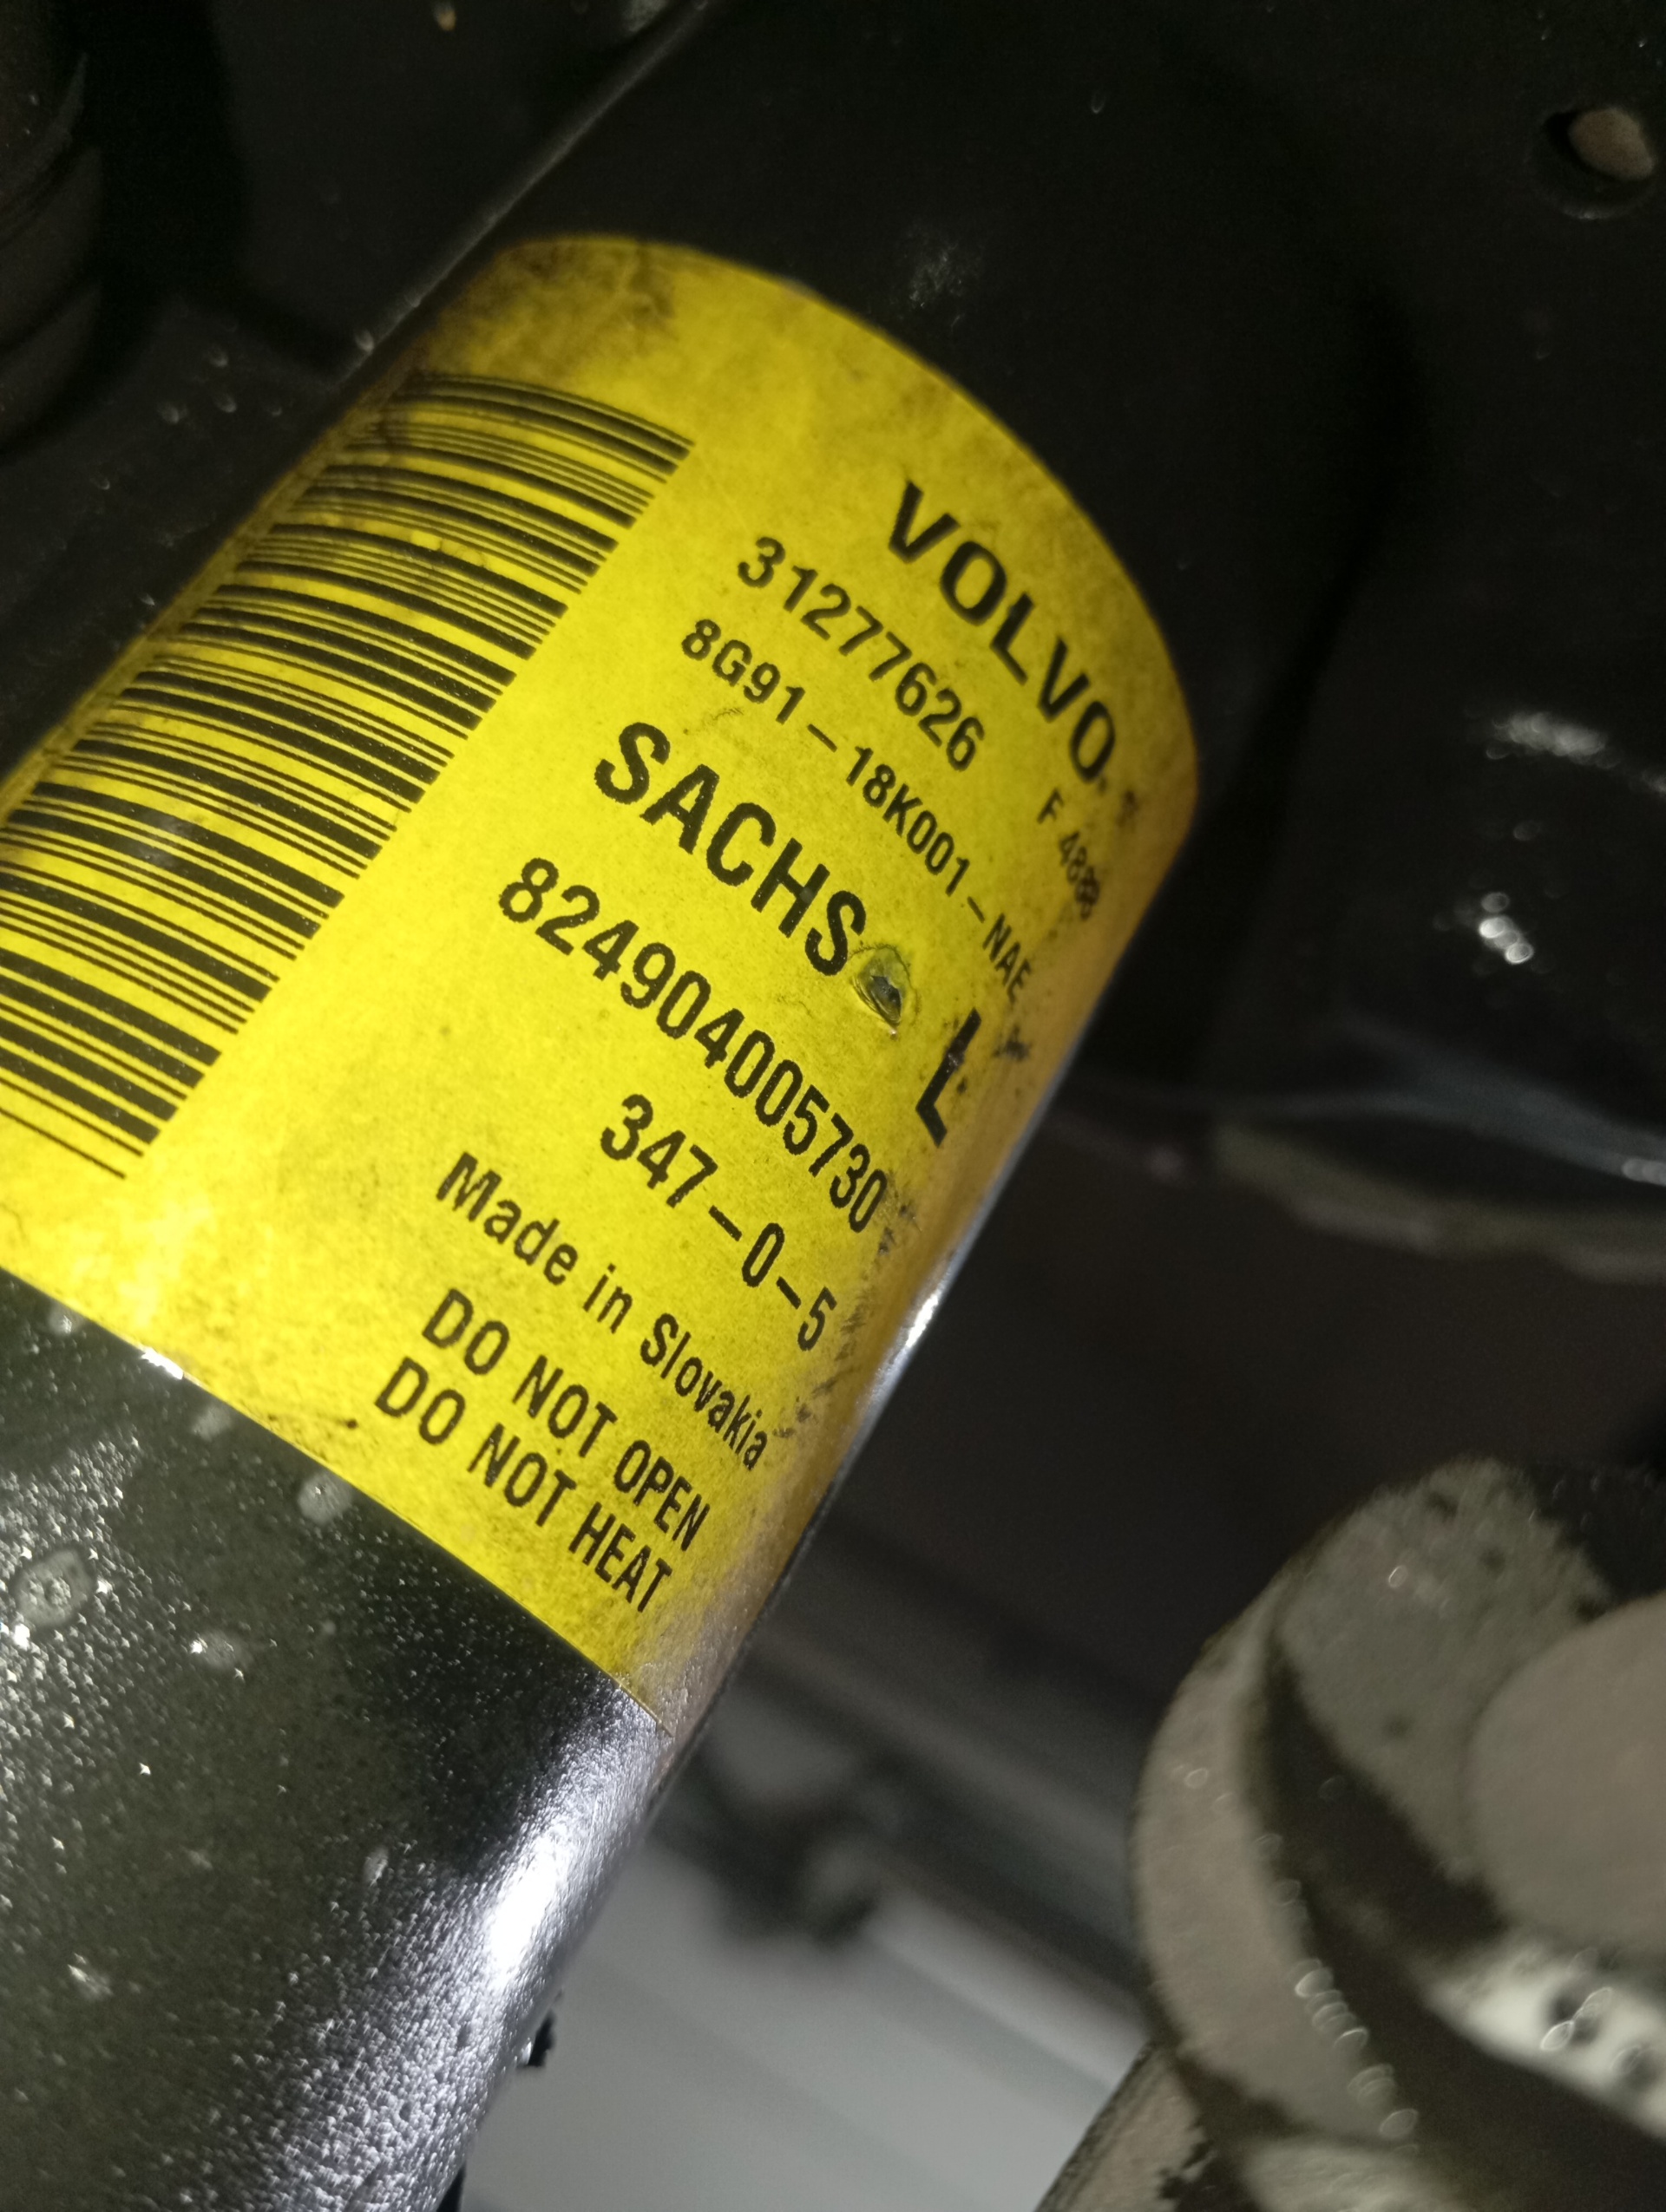 VOLVO.
31277626
8G91-18K001-NAE
SACHS L
824904005730
347-0-5
Made in Slovakia
DO NOT OPEN
DO NOT HEAT